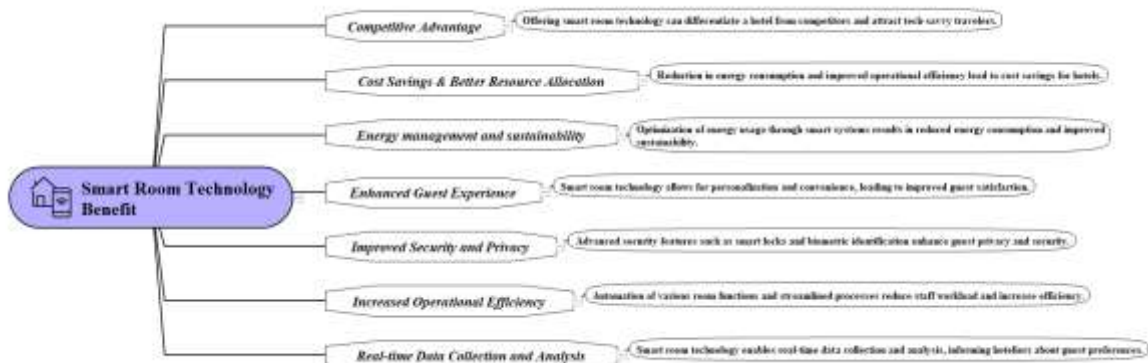 Competitive Advantage
Offering smart room technology can differentiate a hotel from competitors and attract tech-savvy travelers.
Cost Savings & Better Resource Allocation
Reduction in energy consumption and improved operational efficiency lead to cost savings for hotels.
Energy management and sustainability
Optimization of energy usage through smart systems results in reduced energy consumption and improved
sustainability.
Smart Room Technology
Benefit
Enhanced Guest Experience
Smart room technology allows for personalization and convenience, leading to improved guest satisfaction.
Improved Security and Privacy
Advanced security features such as smart locks and biometric identification enhance guest privacy and security.
Increased Operational Efficiency
Automation of various room functions and streamlined processes reduce staff workload and increase efficiency.
Real-time Data Collection and Analysis
Smart room technology enables real-time data collection and analysis, informing hoteliers about guest preferences.